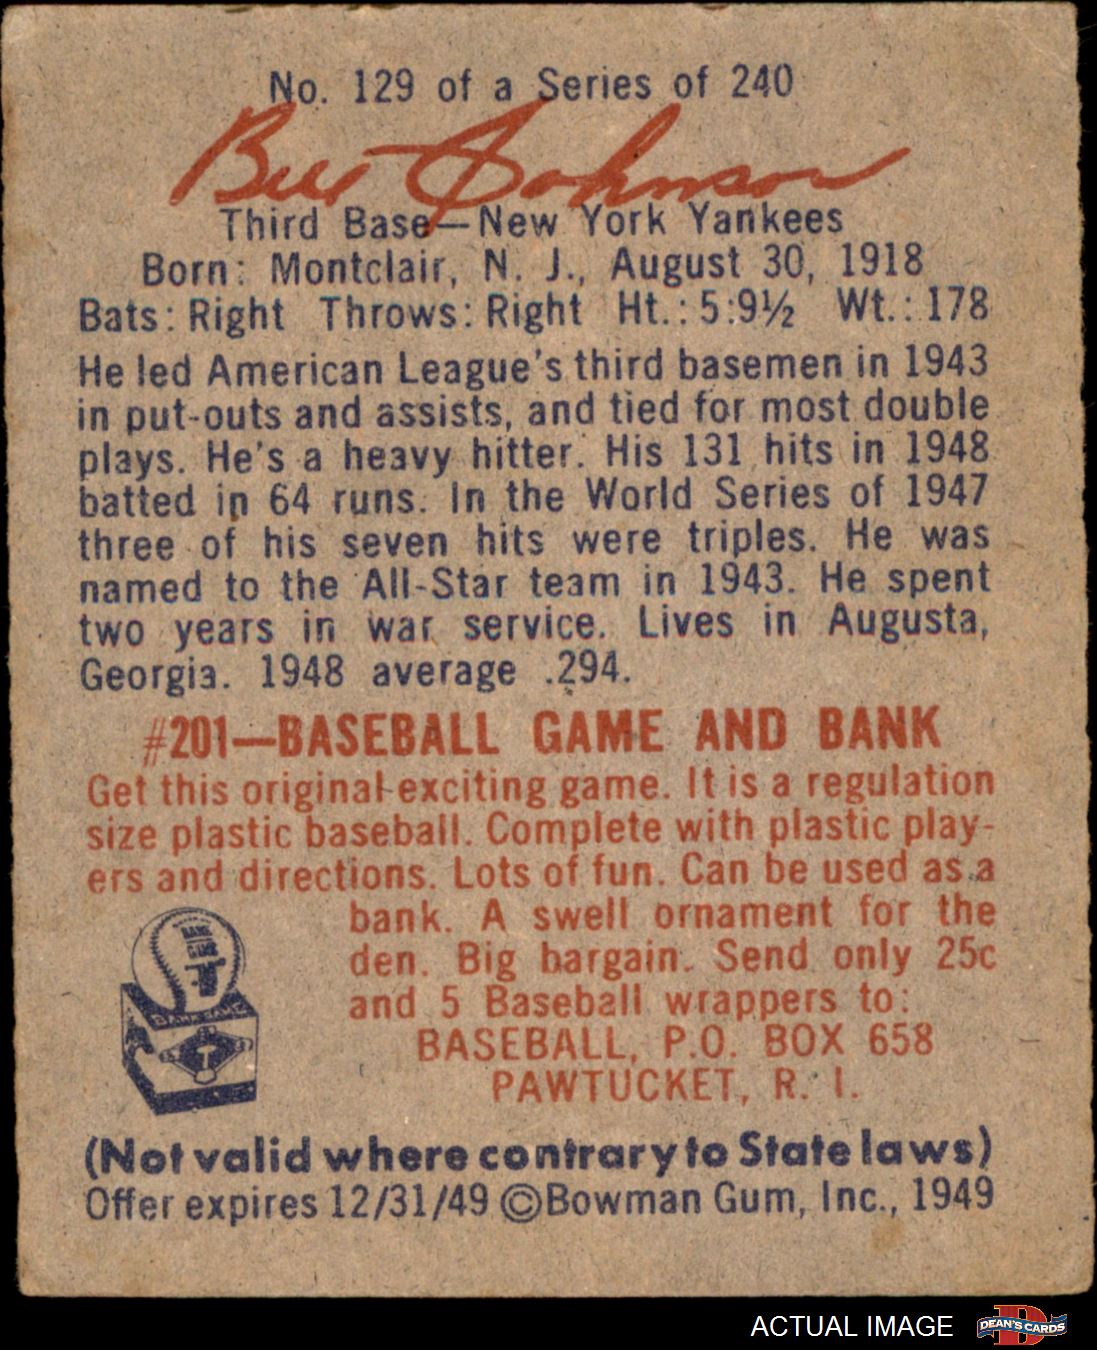 No. 129 of a Series of 240
Bill Johnson
Third Base—New York Yankees
Born: Montclair, N. J., August 30, 1918
Bats: Right Throws: Right Ht.: 5:9½ Wt.: 178
He led American League's third basemen in 1943
in put-outs and assists, and tied for most double
plays. He's a heavy hitter. His 131 hits in 1948
batted in 64 runs. In the World Series of 1947
three of his seven hits were triples. He was
named to the All-Star team in 1943. He spent
two years in war service. Lives in Augusta,
Georgia. 1948 average .294.
#201—BASEBALL GAME AND BANK
Get this original exciting game. It is a regulation
size plastic baseball. Complete with plastic play-
ers and directions. Lots of fun. Can be used as a
bank. A swell ornament for the
den. Big bargain. Send only 25c
and 5 Baseball wrappers to:
BASEBALL, P.O. BOX 658
PAWTUCKET, R. I.
BANK
GAME
(Not valid where contrary to State laws)
Offer expires 12/31/49 ©Bowman Gum, Inc., 1949
ACTUAL IMAGE
DEAN'S CARDS